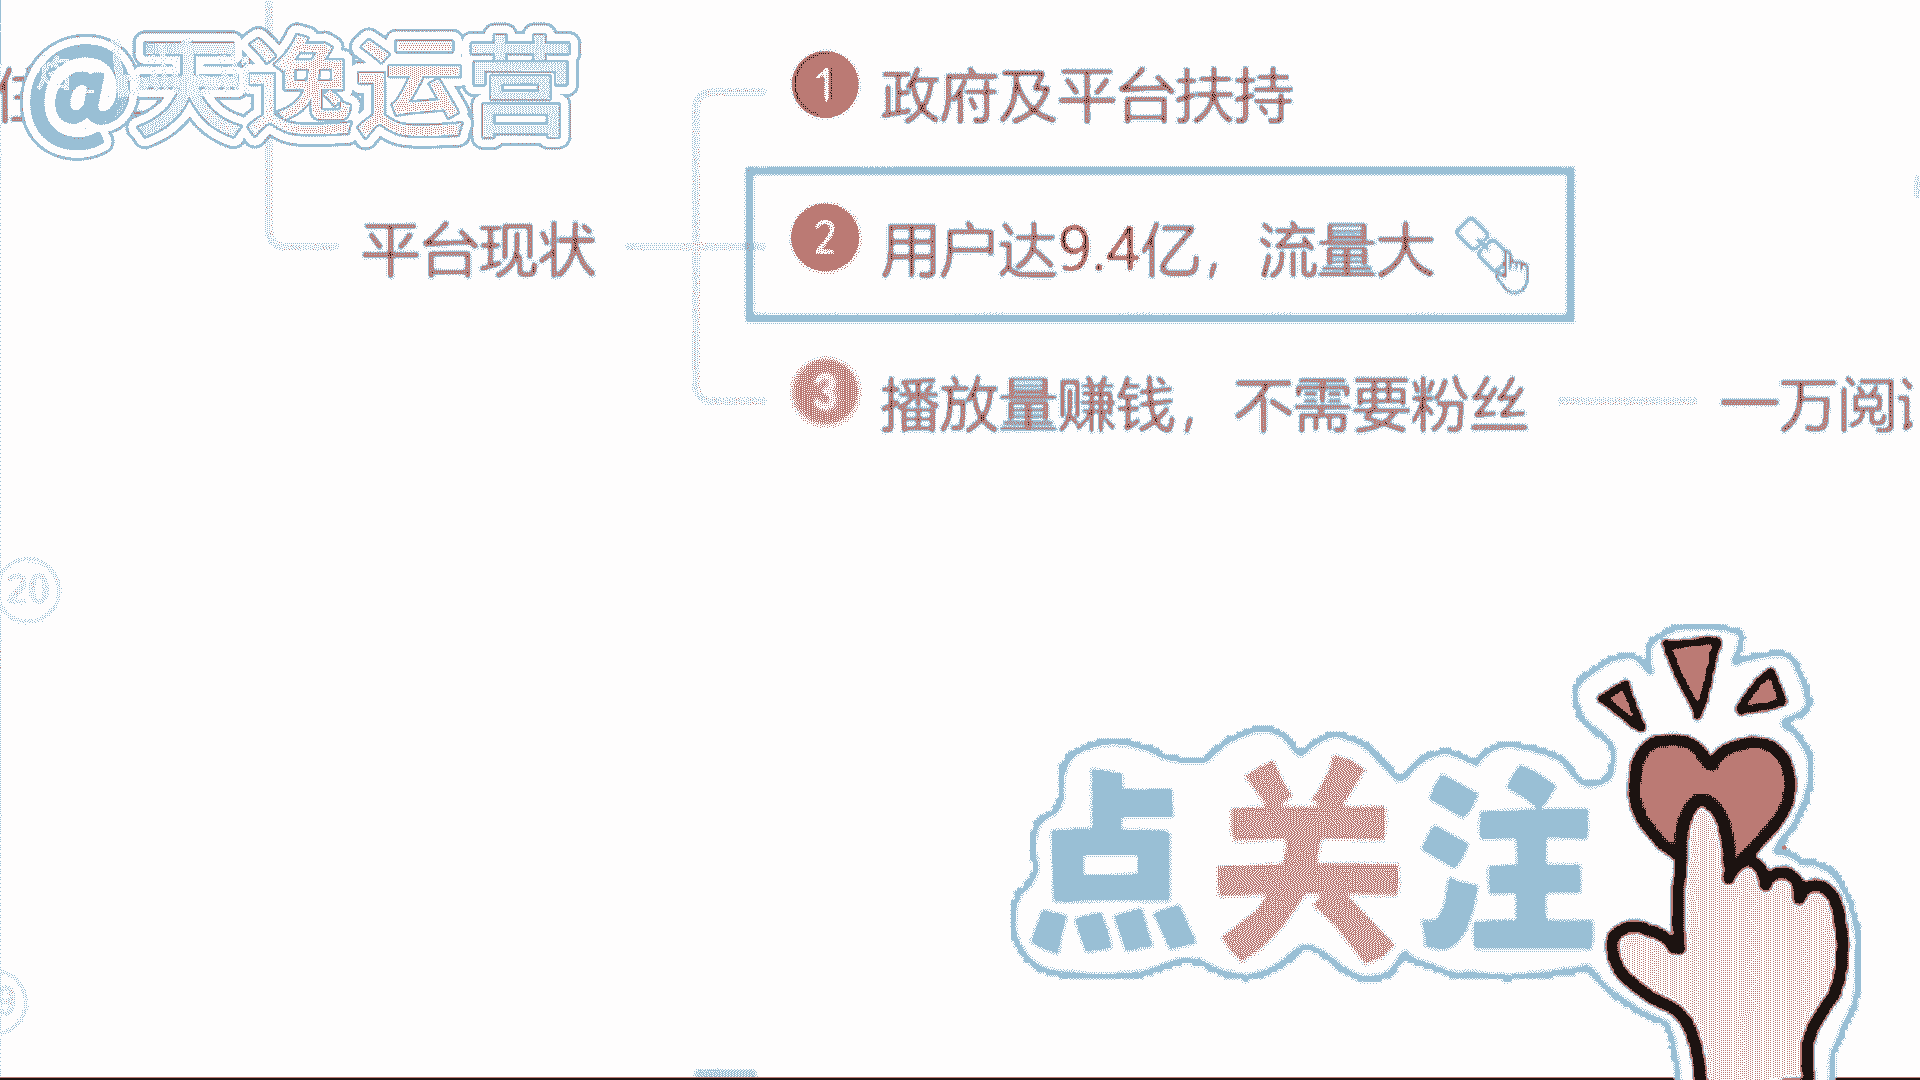 @天逸运营
1 政府及平台扶持
平台现状
2 用户达9.4亿，流量大
3 播放量赚钱，不需要粉丝
一万阅
20
点关注